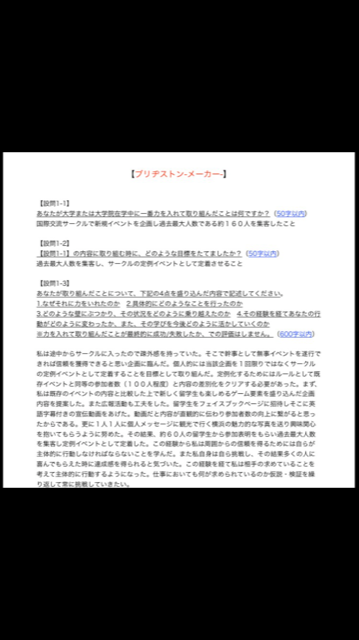 【ブリヂストン-メーカー-】
【設問1-1】
あなたが大学または大学院在学中に一番力を入れて取り組んだことは何ですか？（50字以内）
国際交流サークルで新規イベントを企画し過去最大人数である約１６０人を集客したこと
【設問1-2】
【設問1-1】の内容に取り組む時に、どのような目標をたてましたか？（50字以内）
過去最大人数を集客し、サークルの定例イベントとして定着させること
【設問1-3】
あなたが取り組んだことについて、下記の4点を盛り込んだ内容で記述してください。
1.なぜそれに力をいれたのか　2.具体的にどのようなことを行ったのか
3.どのような壁にぶつかり、その状況をどのように乗り越えたのか　4.その経験を経てあなたの行
動がどのように変わったか、また、その学びを今後どのように活かしていくのか
※力を入れて取り組んだことが最終的に成功/失敗したか、での評価はしません。（600字以内）
私は途中からサークルに入ったので疎外感を持っていた。そこで幹事として無事イベントを遂行で
きれば信頼を獲得できると思い企画に臨んだ。個人的には当該企画を１回限りではなくサークル
の定例イベントとして定着することを目標として取り組んだ。定例化するためにはルールとして既
存イベントと同等の参加者数（１００人程度）と内容の差別化をクリアする必要があった。まず、
私は既存のイベントの内容と比較した上で新しく留学生も楽しめるゲーム要素を盛り込んだ企画
内容を提案した。また広報活動も工夫をした。留学生をフェイスブックページに招待しそこに英
語字幕付きの宣伝動画をあげた。動画だと内容が直観的に伝わり参加者数の向上に繋がると思っ
たからである。更に１人１人に個人メッセージに観光で行く横浜の魅力的な写真を送り興味関心
を抱いてもらうように努めた。その結果、約６０人の留学生から参加表明をもらい過去最大人数
を集客し定例イベントとして定着した。この経験から私は周囲からの信頼を得るためには自らが
主体的に行動しなければならないことを学んだ。また私自身は自ら挑戦し、その結果多くの人に
喜んでもらえた時に達成感を得られると気づいた。この経験を経て私は相手の求めていることを
考えて主体的に行動するようになった。仕事においても何が求められているのか仮説・検証を繰
り返して常に挑戦していきたい。